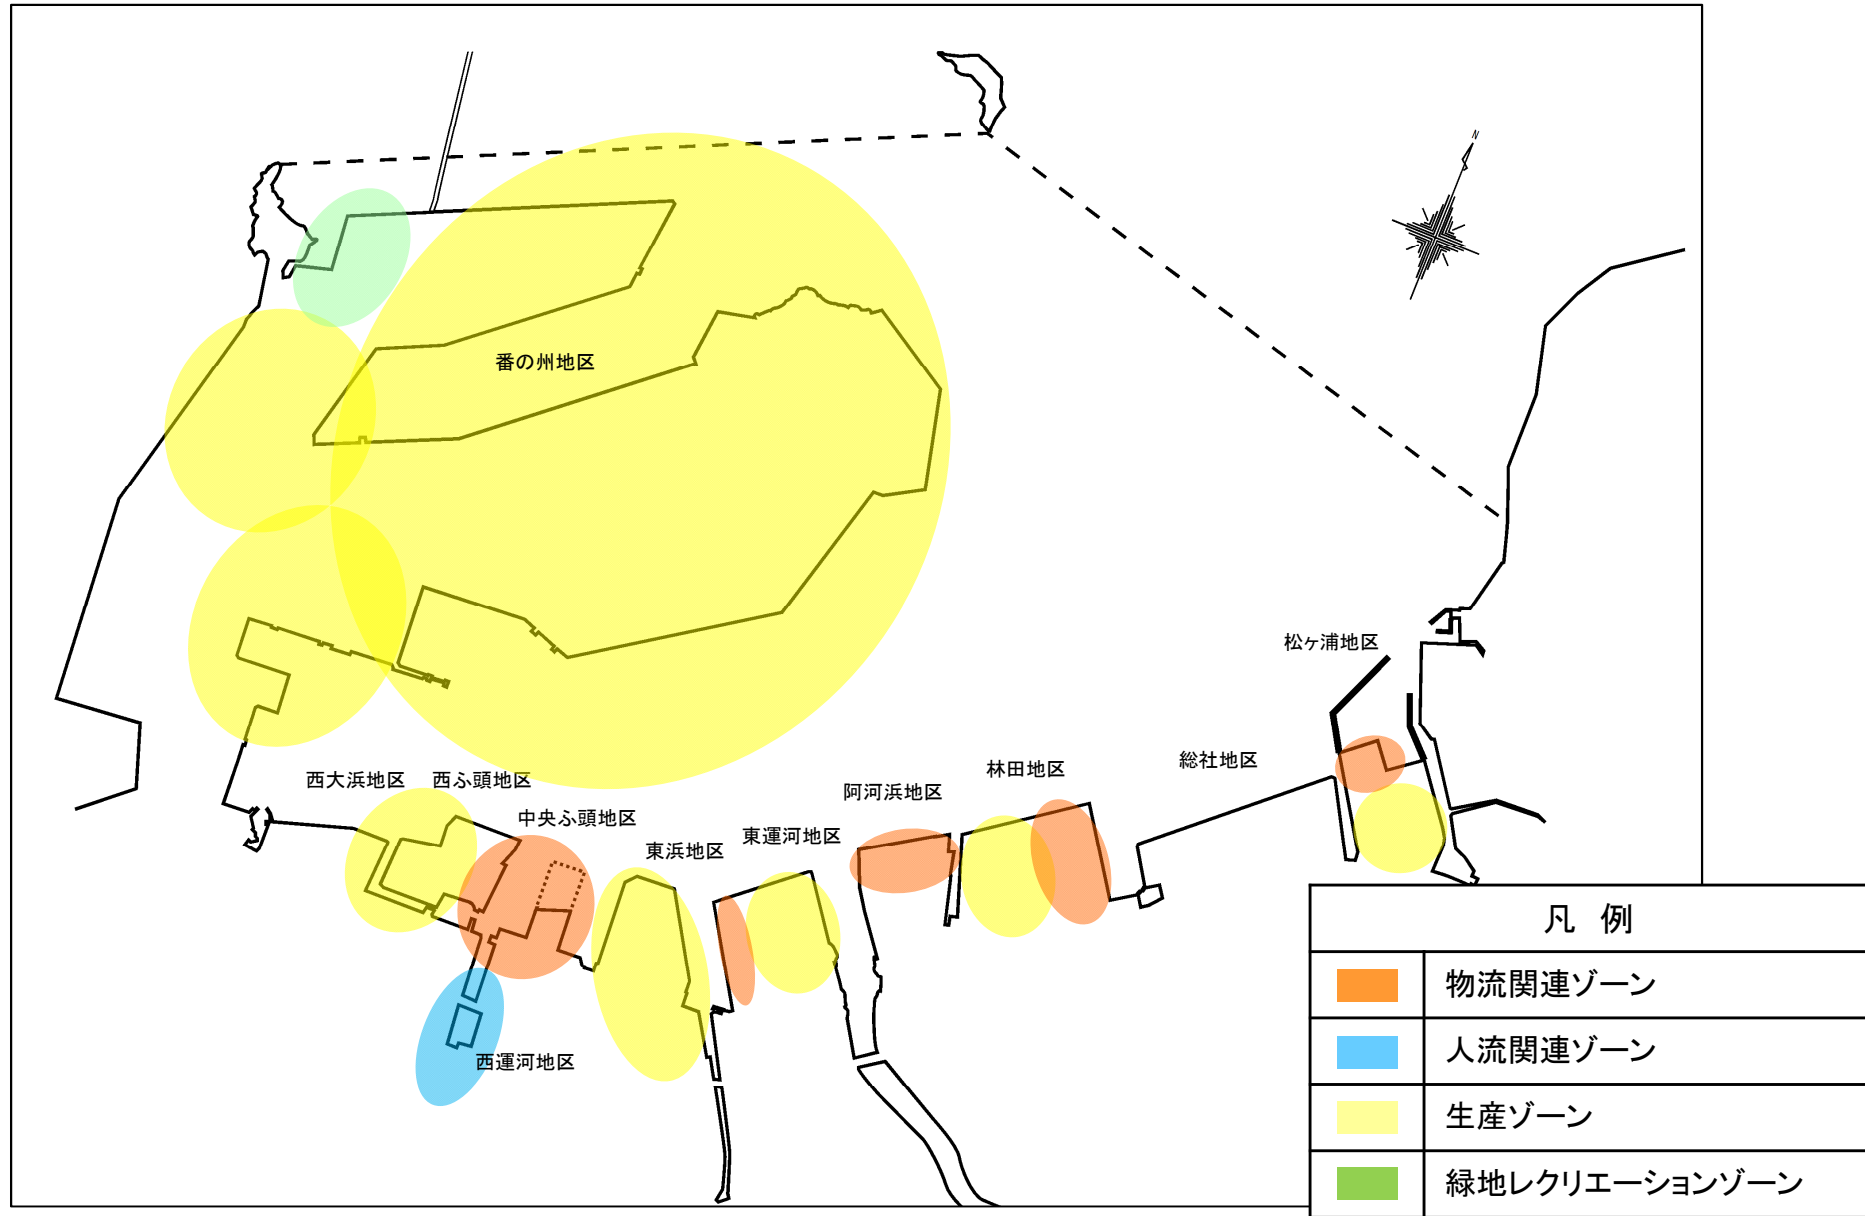 N
番の州地区
松ヶ浦地区
総社地区
林田地区
阿河浜地区
西大浜地区
西ふ頭地区
中央ふ頭地区
東運河地区
東浜地区
西運河地区
凡 例
物流関連ゾーン
人流関連ゾーン
生産ゾーン
緑地レクリエーションゾーン